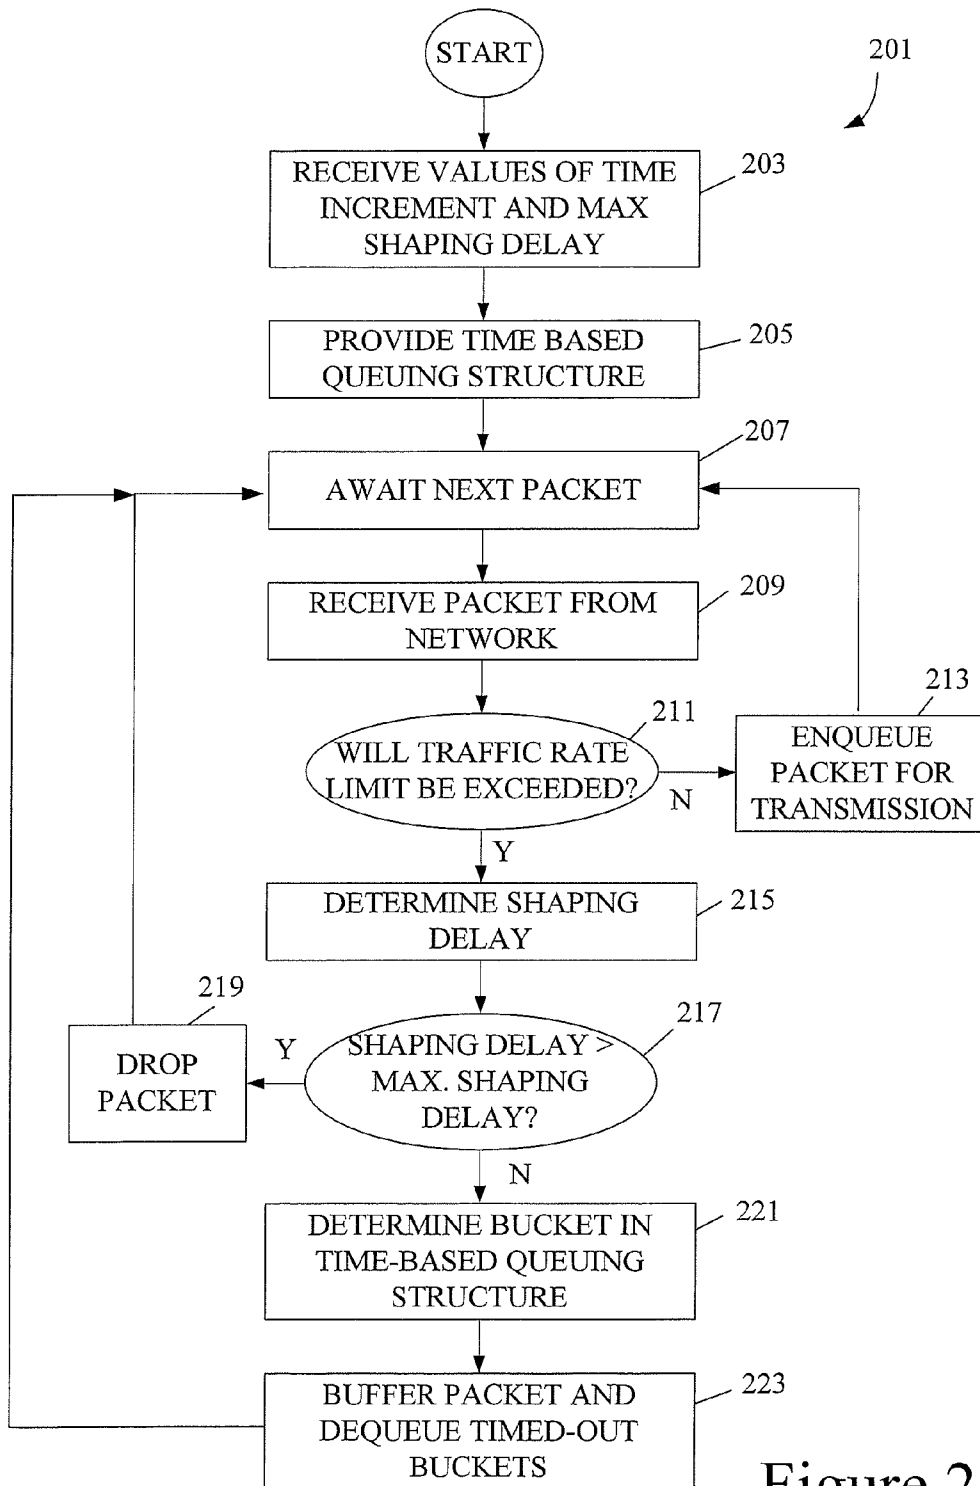 START
201
RECEIVE VALUES OF TIME
INCREMENT AND MAX
SHAPING DELAY
203
PROVIDE TIME BASED
QUEUING STRUCTURE
205
207
AWAIT NEXT PACKET
RECEIVE PACKET FROM
NETWORK
209
211
WILL TRAFFIC RATE
LIMIT BE EXCEEDED?
N
213
ENQUEUE
PACKET FOR
TRANSMISSION
Y
DETERMINE SHAPING
DELAY
215
217
SHAPING DELAY >
MAX. SHAPING
DELAY?
Y
219
DROP
PACKET
N
DETERMINE BUCKET IN
TIME-BASED QUEUING
STRUCTURE
221
BUFFER PACKET AND
DEQUEUE TIMED-OUT
BUCKETS
223
Figure 2